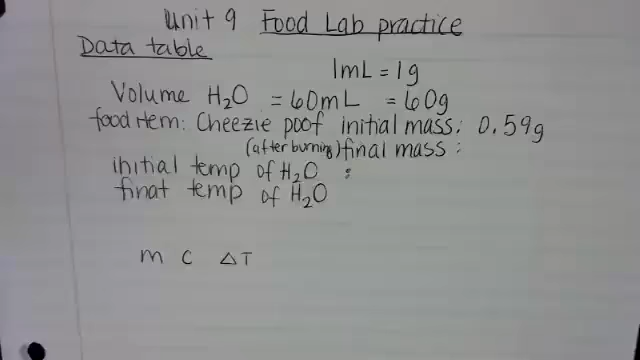 Unit 9 Food Lab practice
Data table
1mL = 1g
Volume H₂O = 60mL = 60g
food item: Cheezie poof initial mass: 0.59g
(after burning) final mass :
initial temp of H₂O :
final temp of H₂O
m c △T